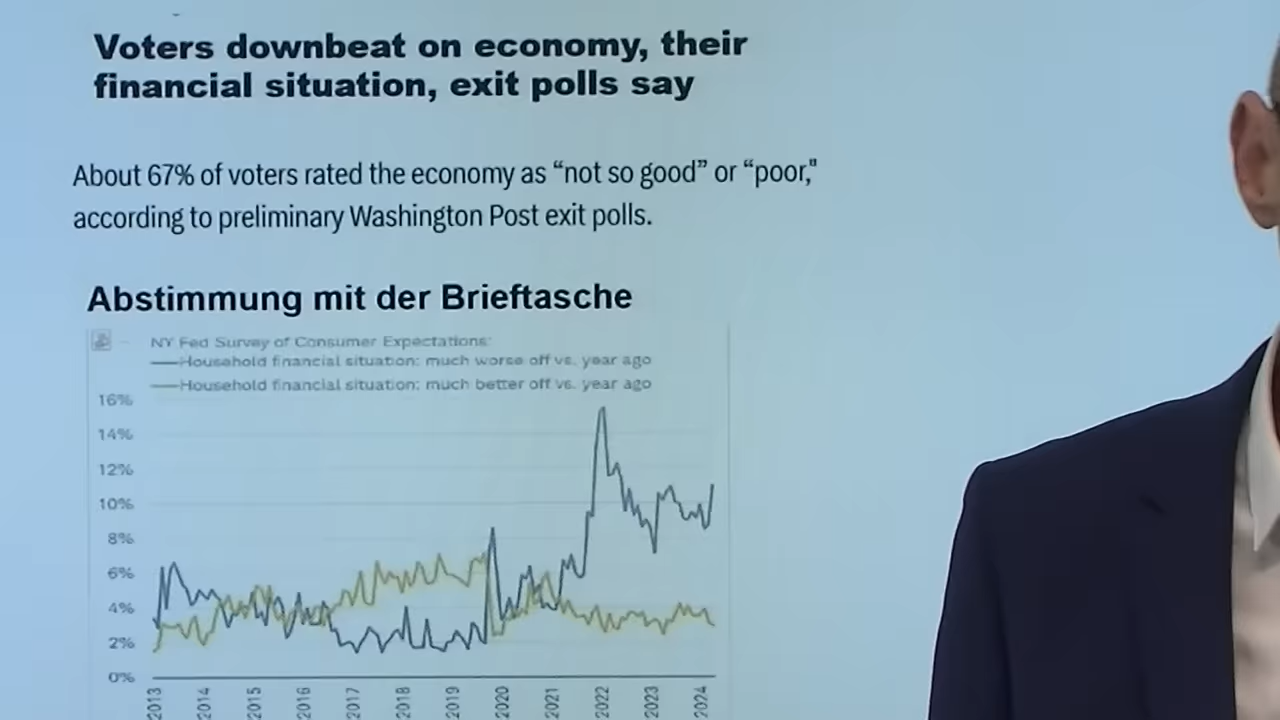 Voters downbeat on economy, their
financial situation, exit polls say
About 67% of voters rated the economy as “not so good” or “poor,"
according to preliminary Washington Post exit polls.
Abstimmung mit der Brieftasche
NY Fed Survey of Consumer Expectations:
Household financial situation: much worse off vs. year ago
Household financial situation: much better off vs. year ago
16%
14%
12%
10%
8%
6%
4%
2%
0%
2013 2014 2015 2016 2017 2018 2019 2020 2021 2022 2023 2024